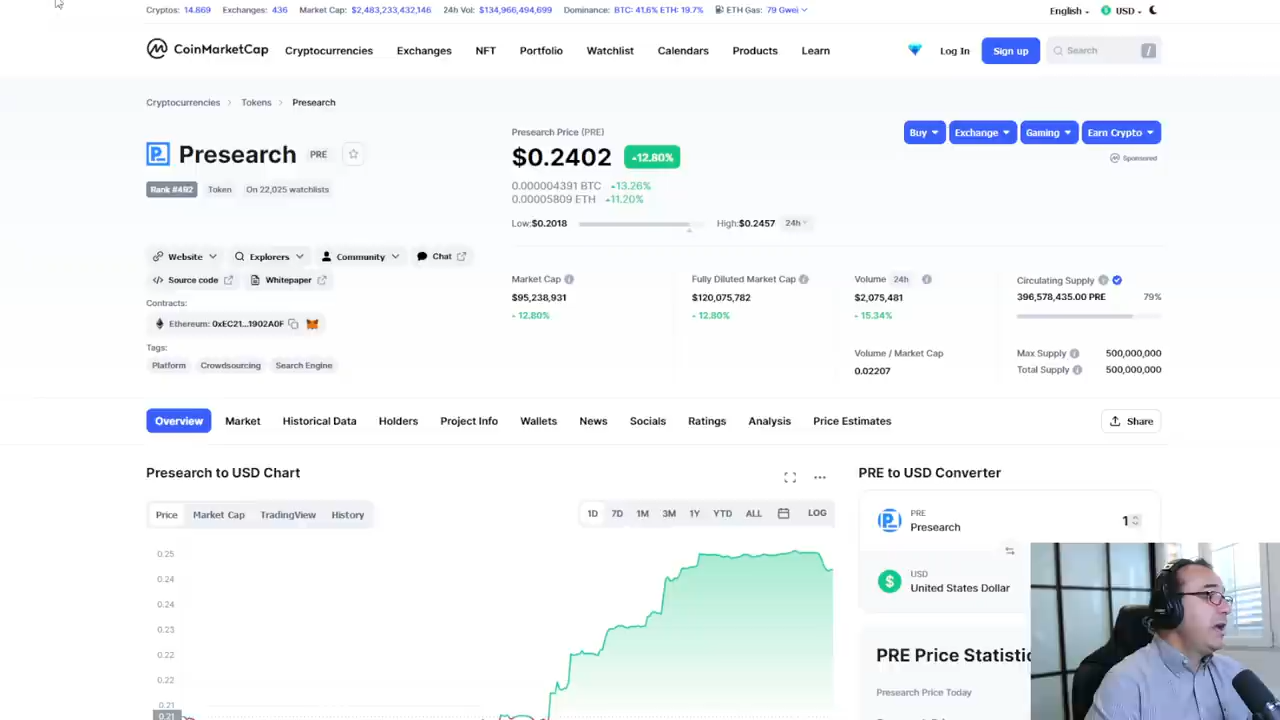 Cryptos: 14.869 Exchanges: 436 Market Cap: $2,483,233,432,146 24h Vol: $134,966,494,699 Dominance: BTC: 41.6% ETH: 19.7% ETH Gas: 79 Gwei English USD
CoinMarketCap Cryptocurrencies Exchanges NFT Portfolio Watchlist Calendars Products Learn Log In Sign up Search /
Cryptocurrencies Tokens Presearch
Presearch PRE
Rank #492 Token On 22,025 watchlists
Presearch Price (PRE)
$0.2402 12.80%
0.000004391 BTC 13.26%
0.00005809 ETH 11.20%
Low:$0.2018 High:$0.2457 24h
Buy Exchange Gaming Earn Crypto
Sponsored
Website Explorers Community Chat
Source code Whitepaper
Contracts:
Ethereum: 0xEC21...1902A0F
Tags:
Platform Crowdsourcing Search Engine
Market Cap
$95,238,931
12.80%
Fully Diluted Market Cap
$120,075,782
12.80%
Volume 24h
$2,075,481
15.34%
Volume / Market Cap
0.02207
Circulating Supply
396,578,435.00 PRE 79%
Max Supply 500,000,000
Total Supply 500,000,000
Overview Market Historical Data Holders Project Info Wallets News Socials Ratings Analysis Price Estimates Share
Presearch to USD Chart
Price Market Cap TradingView History
1D 7D 1M 3M 1Y YTD ALL LOG
0.25
0.24
0.24
0.23
0.22
0.22
0.21
0.21
PRE to USD Converter
PRE
Presearch 1
USD
United States Dollar
PRE Price Statistic
Presearch Price Today